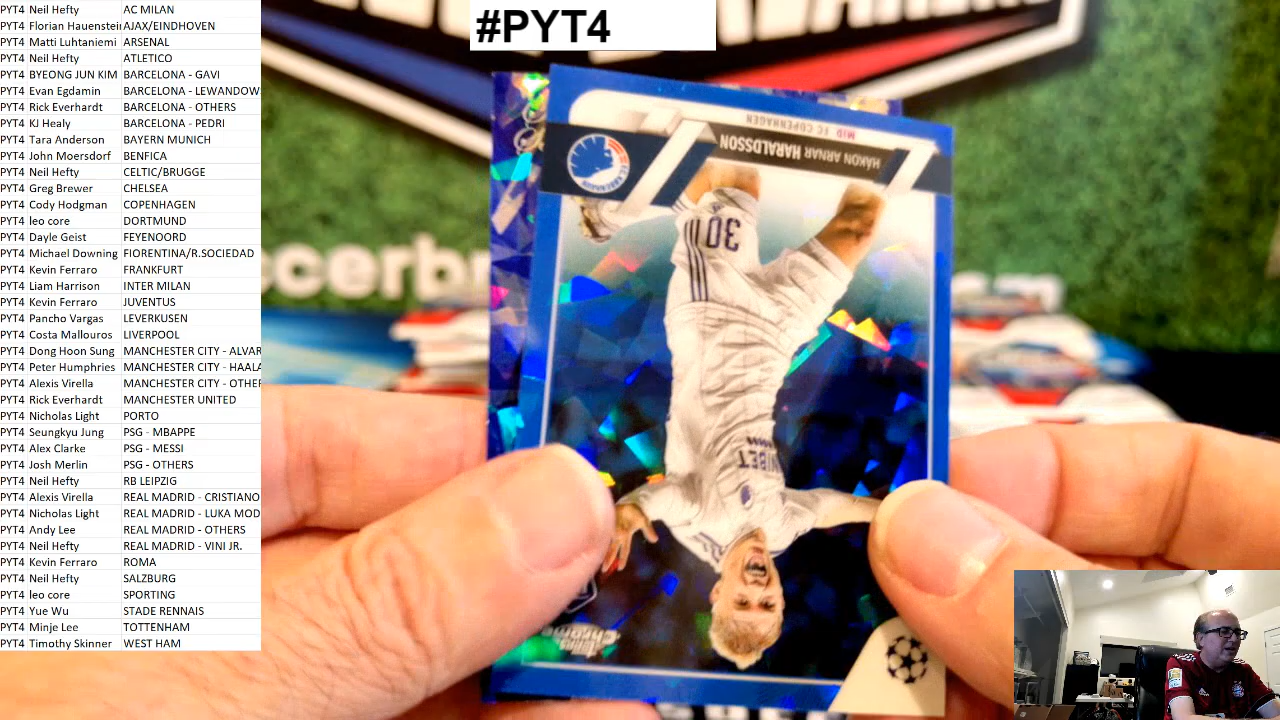 #PYT4
PYT4 Neil Hefty AC MILAN
PYT4 Florian Hauenstein AJAX/EINDHOVEN
PYT4 Matti Luhtaniemi ARSENAL
PYT4 Neil Hefty ATLETICO
PYT4 BYEONG JUN KIM BARCELONA - GAVI
PYT4 Evan Egdamin BARCELONA - LEWANDOW
PYT4 Rick Everhardt BARCELONA - OTHERS
PYT4 KJ Healy BARCELONA - PEDRI
PYT4 Tara Anderson BAYERN MUNICH
PYT4 John Moersdorf BENFICA
PYT4 Neil Hefty CELTIC/BRUGGE
PYT4 Greg Brewer CHELSEA
PYT4 Cody Hodgman COPENHAGEN
PYT4 leo core DORTMUND
PYT4 Dayle Geist FEYENOORD
PYT4 Michael Downing FIORENTINA/R.SOCIEDAD
PYT4 Kevin Ferraro FRANKFURT
PYT4 Liam Harrison INTER MILAN
PYT4 Kevin Ferraro JUVENTUS
PYT4 Pancho Vargas LEVERKUSEN
PYT4 Costa Mallouros LIVERPOOL
PYT4 Dong Hoon Sung MANCHESTER CITY - ALVAR
PYT4 Peter Humphries MANCHESTER CITY - HAALA
PYT4 Alexis Virella MANCHESTER CITY - OTHE
PYT4 Rick Everhardt MANCHESTER UNITED
PYT4 Nicholas Light PORTO
PYT4 Seungkyu Jung PSG - MBAPPE
PYT4 Alex Clarke PSG - MESSI
PYT4 Josh Merlin PSG - OTHERS
PYT4 Neil Hefty RB LEIPZIG
PYT4 Alexis Virella REAL MADRID - CRISTIANO
PYT4 Nicholas Light REAL MADRID - LUKA MOD
PYT4 Andy Lee REAL MADRID - OTHERS
PYT4 Neil Hefty REAL MADRID - VINI JR.
PYT4 Kevin Ferraro ROMA
PYT4 Neil Hefty SALZBURG
PYT4 leo core SPORTING
PYT4 Yue Wu STADE RENNAIS
PYT4 Minje Lee TOTTENHAM
PYT4 Timothy Skinner WEST HAM
MID FC COPENHAGEN
HÁKON ARNAR HARALDSSON
30
UNIBET
Topps
Chrome
ccerbr